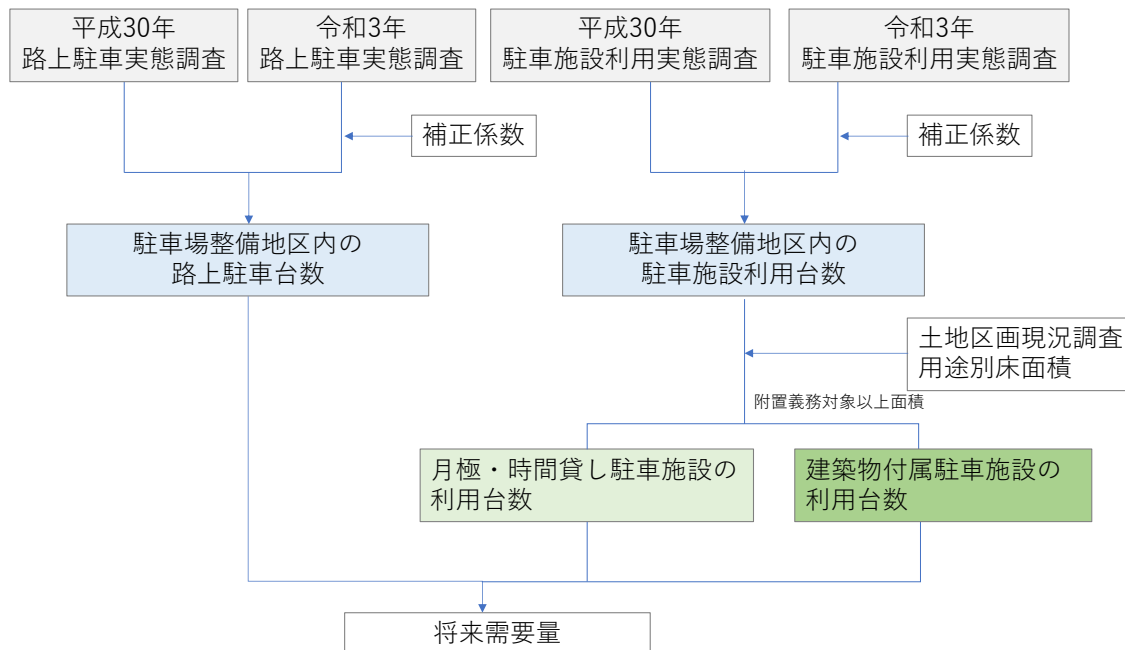 平成30年
路上駐車実態調査
令和3年
路上駐車実態調査
平成30年
駐車施設利用実態調査
令和3年
駐車施設利用実態調査
補正係数
補正係数
駐車場整備地区内の
路上駐車台数
駐車場整備地区内の
駐車施設利用台数
土地区画現況調査
用途別床面積
附置義務対象以上面積
月極・時間貸し駐車施設の
利用台数
建築物付属駐車施設の
利用台数
将来需要量